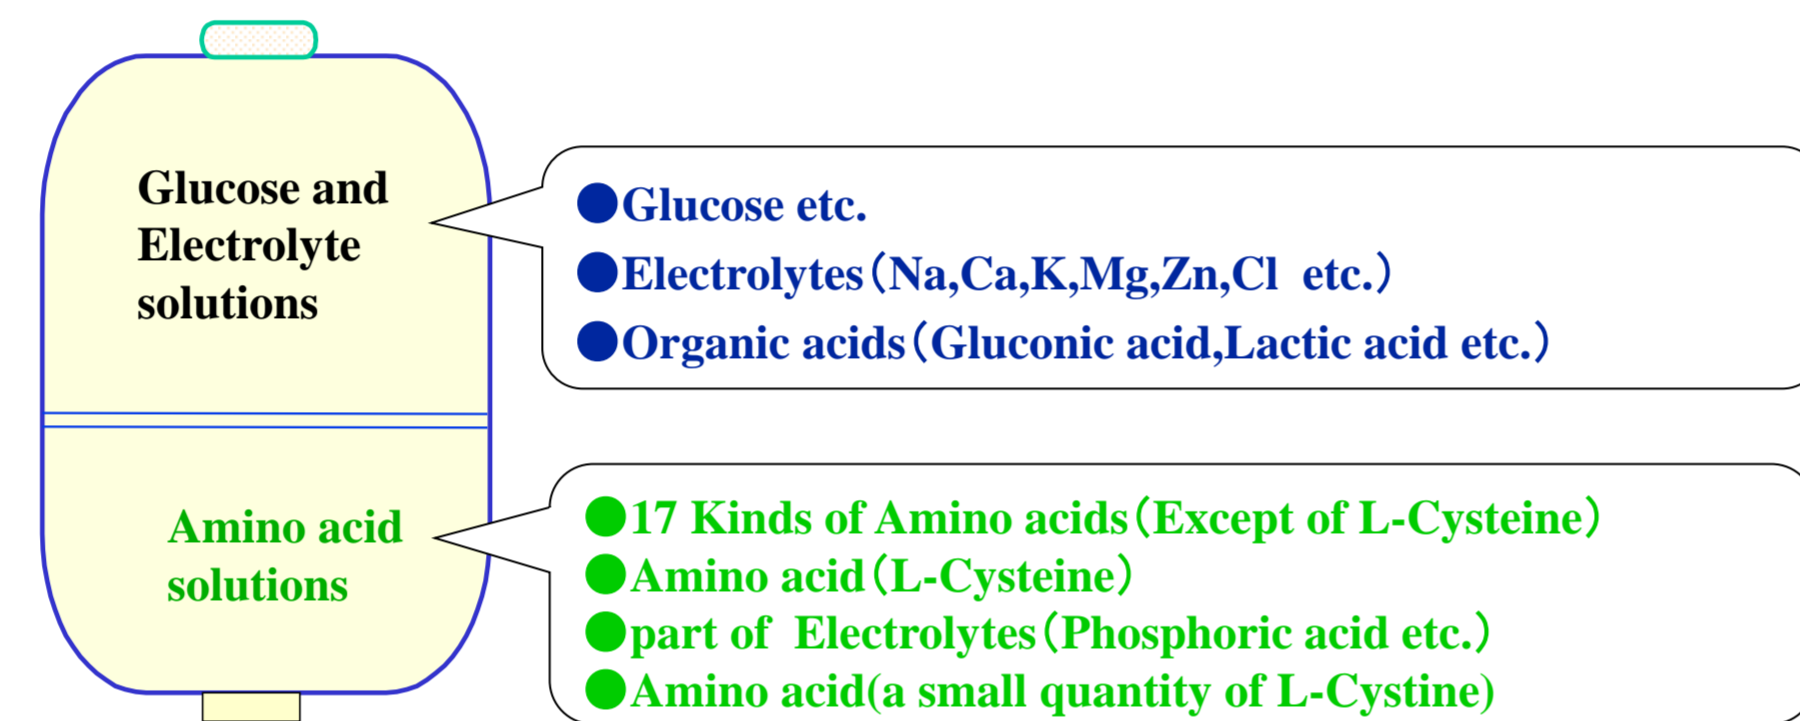 Glucose and
Electrolyte
solutions
●Glucose etc.
●Electrolytes（Na,Ca,K,Mg,Zn,Cl  etc.）
●Organic acids（Gluconic acid,Lactic acid etc.）
Amino acid
solutions
●17 Kinds of Amino acids（Except of L-Cysteine）
●Amino acid（L-Cysteine）
●part of  Electrolytes（Phosphoric acid etc.）
●Amino acid(a small quantity of L-Cystine)